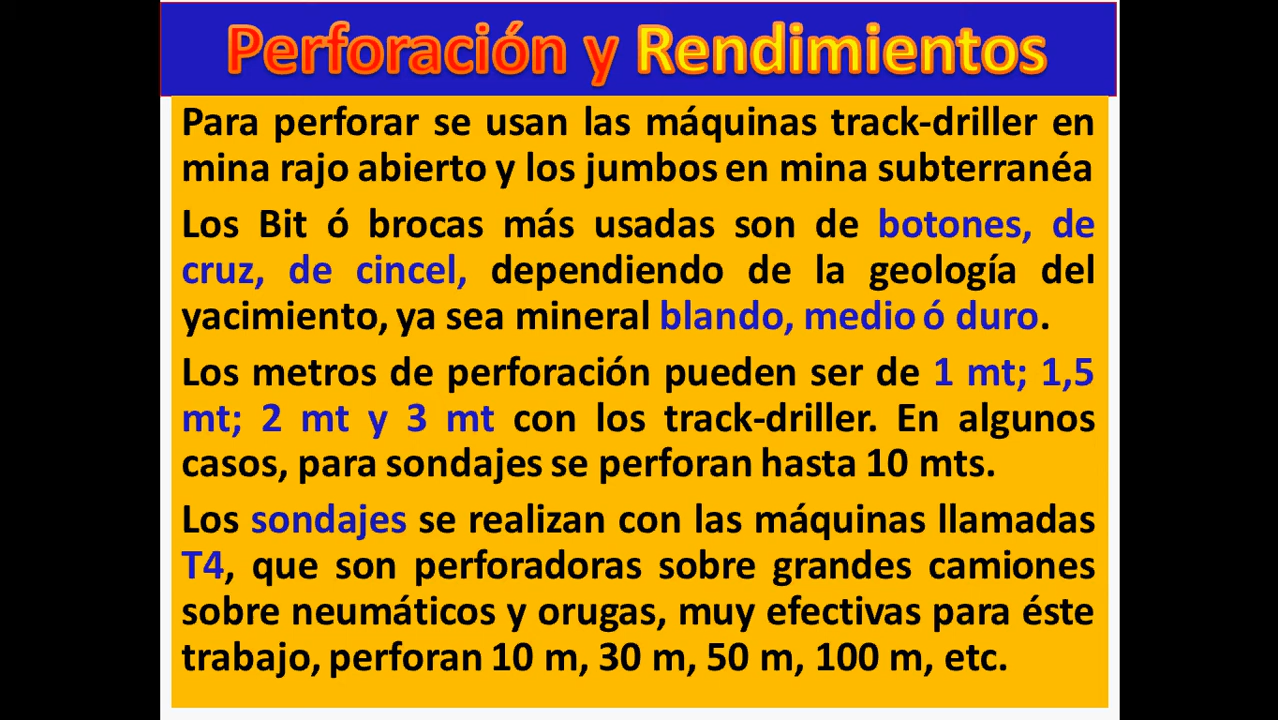 Perforación y Rendimientos
Para perforar se usan las máquinas track-driller en
mina rajo abierto y los jumbos en mina subterranéa
Los Bit ó brocas más usadas son de botones, de
cruz, de cincel, dependiendo de la geología del
yacimiento, ya sea mineral blando, medio ó duro.
Los metros de perforación pueden ser de 1 mt; 1,5
mt; 2 mt y 3 mt con los track-driller. En algunos
casos, para sondajes se perforan hasta 10 mts.
Los sondajes se realizan con las máquinas llamadas
T4, que son perforadoras sobre grandes camiones
sobre neumáticos y orugas, muy efectivas para éste
trabajo, perforan 10 m, 30 m, 50 m, 100 m, etc.